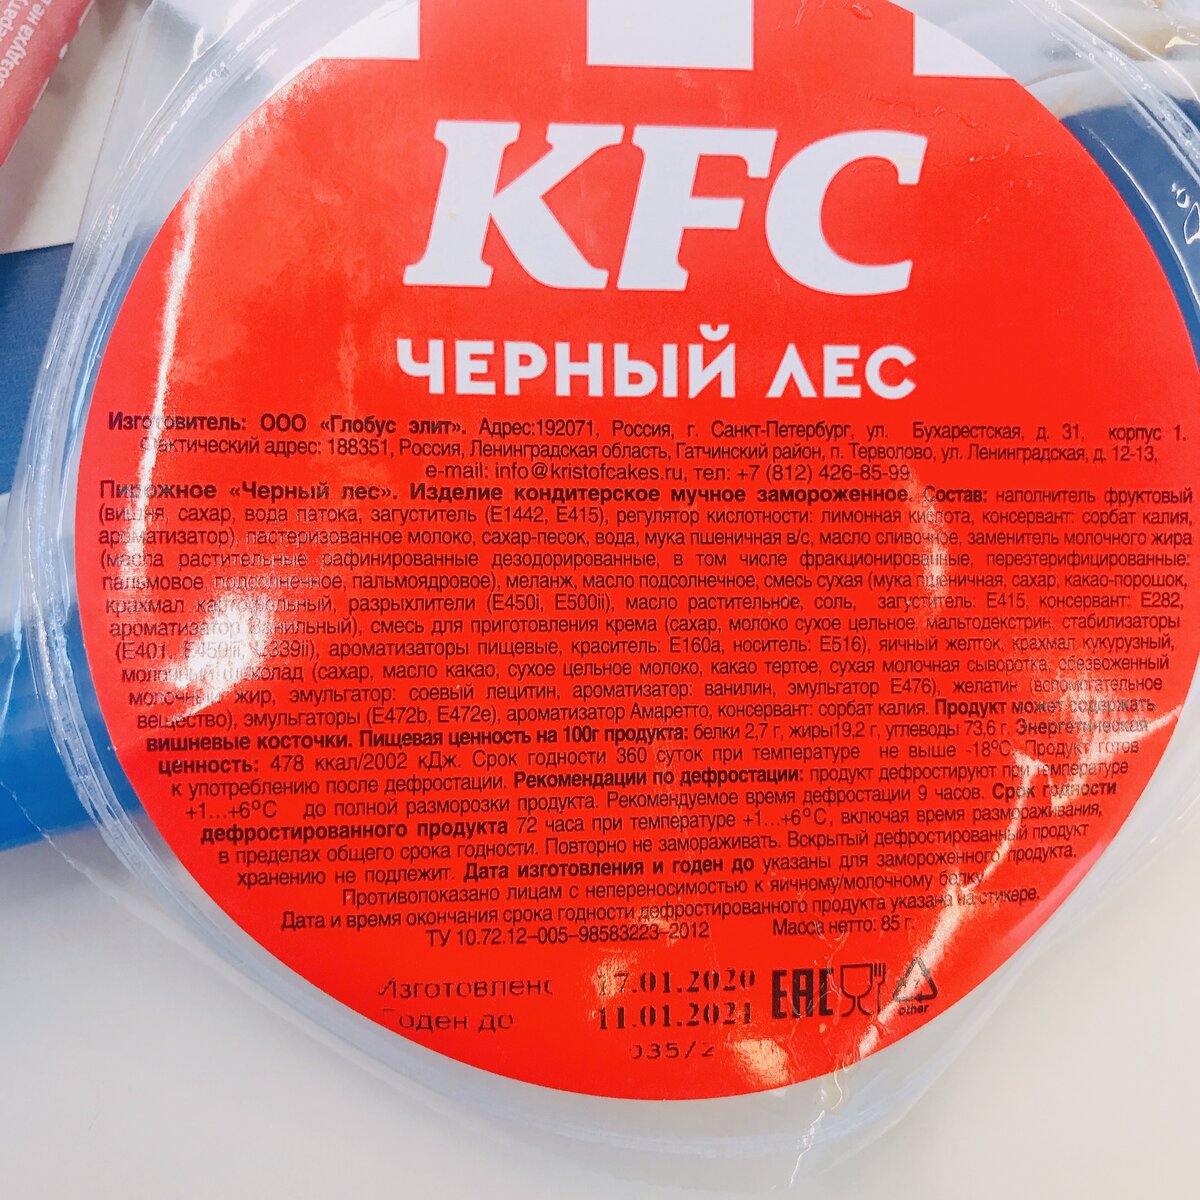 ературе
воздуха не в
KFC
ЧЕРНЫЙ ЛЕС
Изготовитель: ООО «Глобус элит». Адрес:192071, Россия, г. Санкт-Петербург, ул. Бухарестская, д. 31, корпус 1.
Фактический адрес: 188351, Россия, Ленинградская область, Гатчинский район, п. Терволово, ул. Ленинградская, д. 12-13,
e-mail: info@kristofcakes.ru, тел: +7 (812) 426-85-99
Пирожное «Черный лес». Изделие кондитерское мучное замороженное. Состав: наполнитель фруктовый
(вишня, сахар, вода патока, загуститель (Е1442, Е415), регулятор кислотности: лимонная кислота, консервант: сорбат калия,
ароматизатор), пастеризованное молоко, сахар-песок, вода, мука пшеничная в/с, масло сливочное, заменитель молочного жира
(масла растительные рафинированные дезодорированные, в том числе фракционированные, переэтерифицированные:
пальмовое, подсолнечное, пальмоядровое), меланж, масло подсолнечное, смесь сухая (мука пшеничная, сахар, какао-порошок,
крахмал картофельный, разрыхлители (Е450i, Е500ii), масло растительное, соль, загуститель: Е415, консервант: Е282,
ароматизатор ванильный), смесь для приготовления крема (сахар, молоко сухое цельное, мальтодекстрин, стабилизаторы
(Е401, Е450iii, Е339ii), ароматизаторы пищевые, краситель: Е160а, носитель: Е516), яичный желток, крахмал кукурузный,
молочный шоколад (сахар, масло какао, сухое цельное молоко, какао тертое, сухая молочная сыворотка, обезвоженный
молочный жир, эмульгатор: соевый лецитин, ароматизатор: ванилин, эмульгатор Е476), желатин (вспомогательное
вещество), эмульгаторы (Е472b, Е472е), ароматизатор Амаретто, консервант: сорбат калия. Продукт может содержать
вишневые косточки. Пищевая ценность на 100г продукта: белки 2,7 г, жиры19,2 г, углеводы 73,6 г. Энергетическая
ценность: 478 ккал/2002 кДж. Срок годности 360 суток при температуре не выше -18°С. Продукт готов
к употреблению после дефростации. Рекомендации по дефростации: продукт дефростируют при температуре
+1...+6°С до полной разморозки продукта. Рекомендуемое время дефростации 9 часов. Срок годности
дефростированного продукта 72 часа при температуре +1...+6°С, включая время размораживания,
в пределах общего срока годности. Повторно не замораживать. Вскрытый дефростированный продукт
хранению не подлежит. Дата изготовления и годен до указаны для замороженного продукта.
Противопоказано лицам с непереносимостью к яичному/молочному белку.
Дата и время окончания срока годности дефростированного продукта указана на стикере.
ТУ 10.72.12–005–98583223–2012 Масса нетто: 85 г.
Изготовлено 17.01.2020 EAC
Годен до 11.01.2021 other
035/2